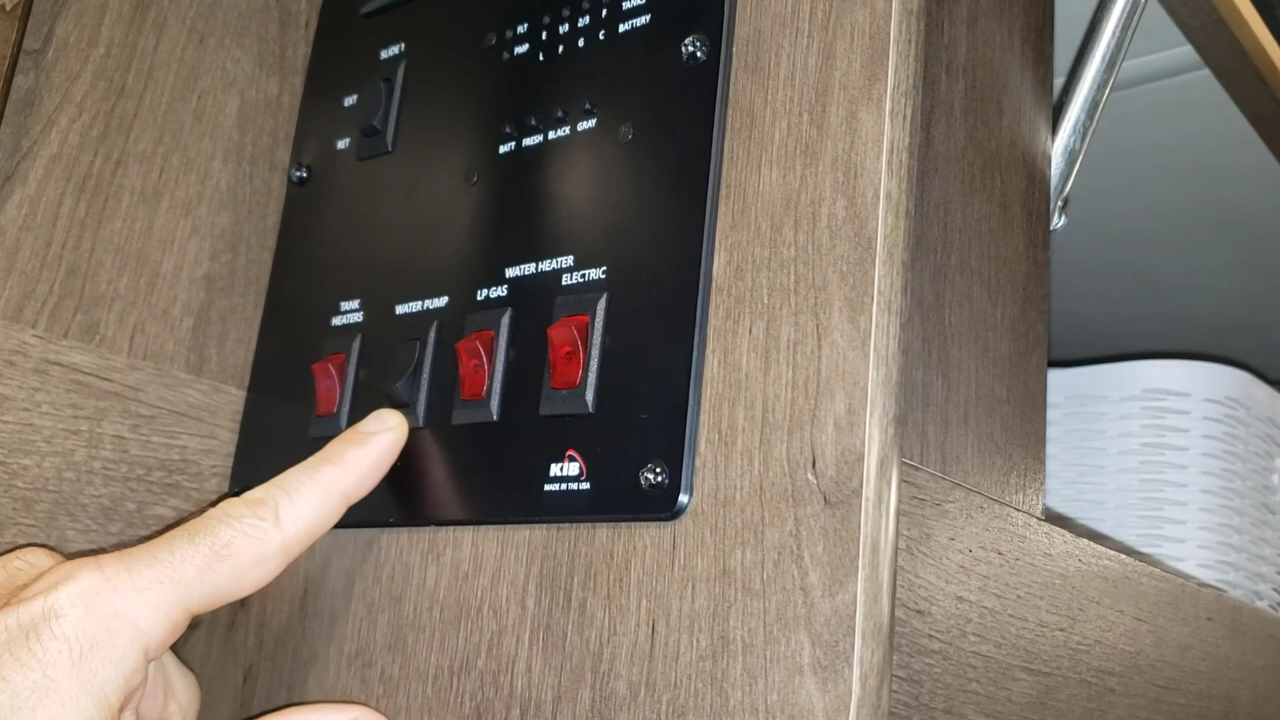 FLT E 1/3 2/3 F TANKS
PMP L F G C BATTERY
SLIDE 1
EXT
RET
BATT FRESH BLACK GRAY
WATER HEATER
TANK
HEATERS
WATER PUMP
LP GAS
ELECTRIC
KIB
MADE IN THE USA